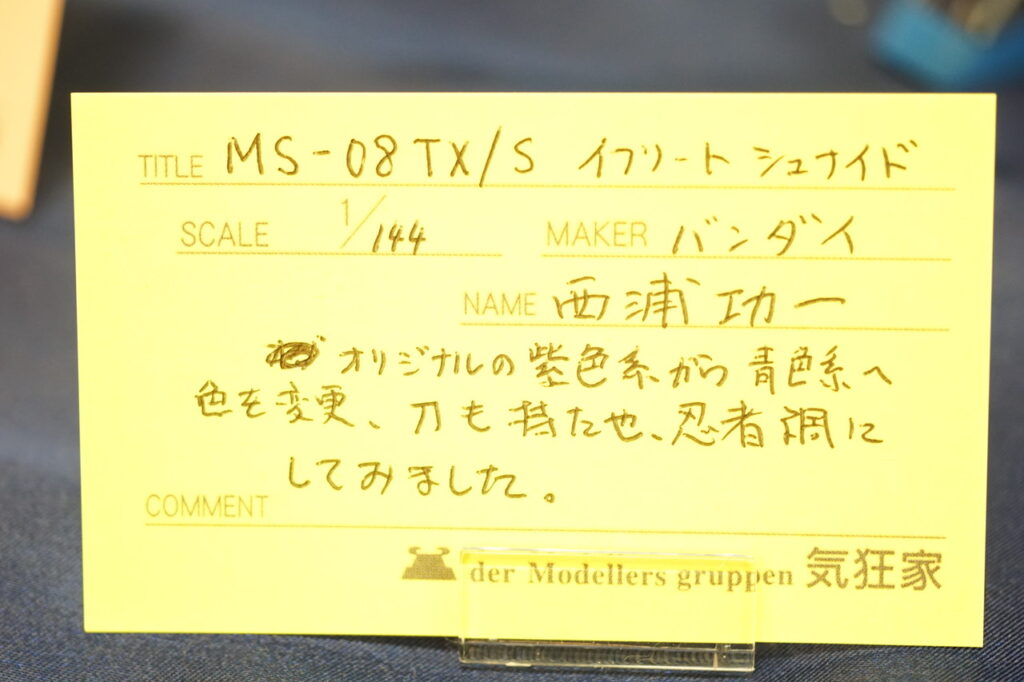 TITLE MS-08TX/S イフリート シュナイド
SCALE 1/144 MAKER バンダイ
NAME 西浦功一
オリジナルの紫色系から青色系へ
色を変更、刀も持たせ、忍者調に
してみました。
COMMENT
der Modellers gruppen 気狂家